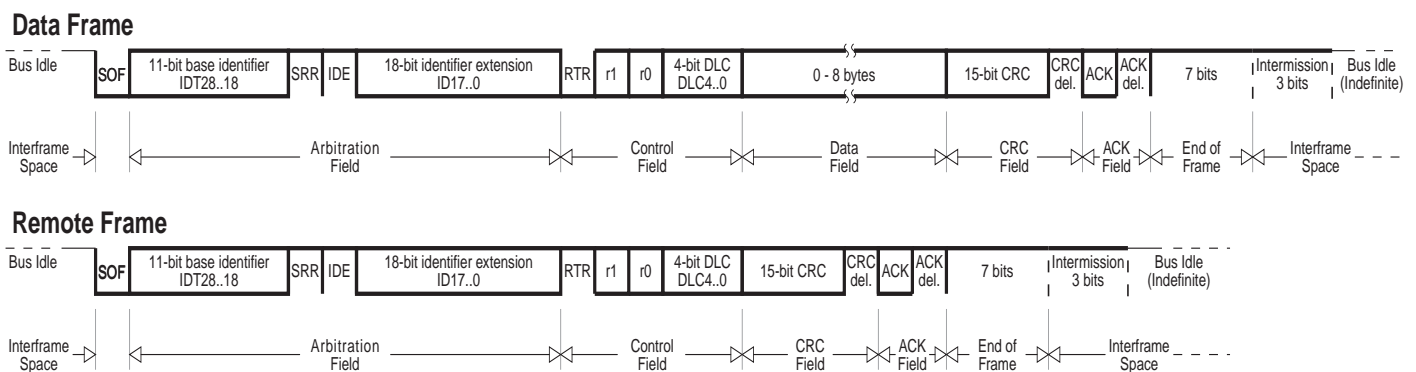 Data Frame
Bus Idle
SOF
11-bit base identifier
IDT28..18
SRR
IDE
18-bit identifier extension
ID17..0
RTR
r1
r0
4-bit DLC
DLC4..0
0 - 8 bytes
15-bit CRC
CRC
del.
ACK
ACK
del.
7 bits
Intermission
3 bits
Bus Idle
(Indefinite)
Interframe
Space
Arbitration
Field
Control
Field
Data
Field
CRC
Field
ACK
Field
End of
Frame
Interframe
Space
Remote Frame
Bus Idle
SOF
11-bit base identifier
IDT28..18
SRR
IDE
18-bit identifier extension
ID17..0
RTR
r1
r0
4-bit DLC
DLC4..0
15-bit CRC
CRC
del.
ACK
ACK
del.
7 bits
Intermission
3 bits
Bus Idle
(Indefinite)
Interframe
Space
Arbitration
Field
Control
Field
CRC
Field
ACK
Field
End of
Frame
Interframe
Space